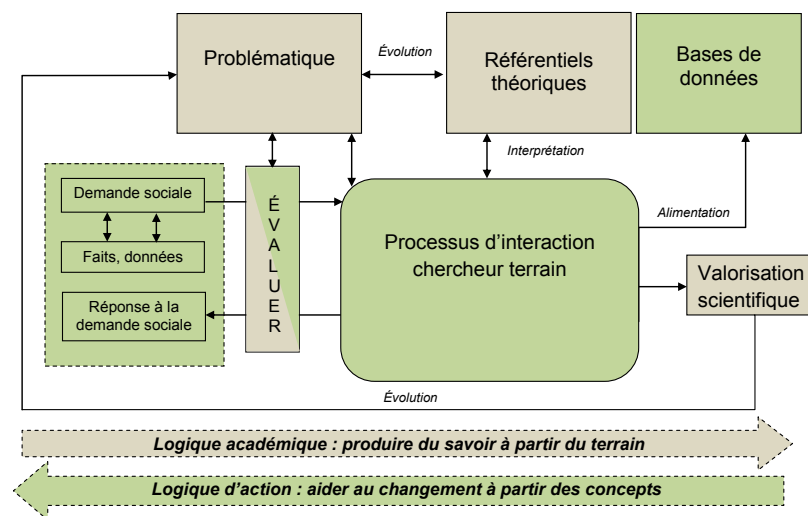 Problématique
Évolution
Référentiels
théoriques
Bases de
données
Interprétation
Demande sociale
Faits, données
Réponse à la
demande sociale
ÉVALUER
Processus d’interaction
chercheur terrain
Alimentation
Valorisation
scientifique
Évolution
Logique académique : produire du savoir à partir du terrain
Logique d’action : aider au changement à partir des concepts